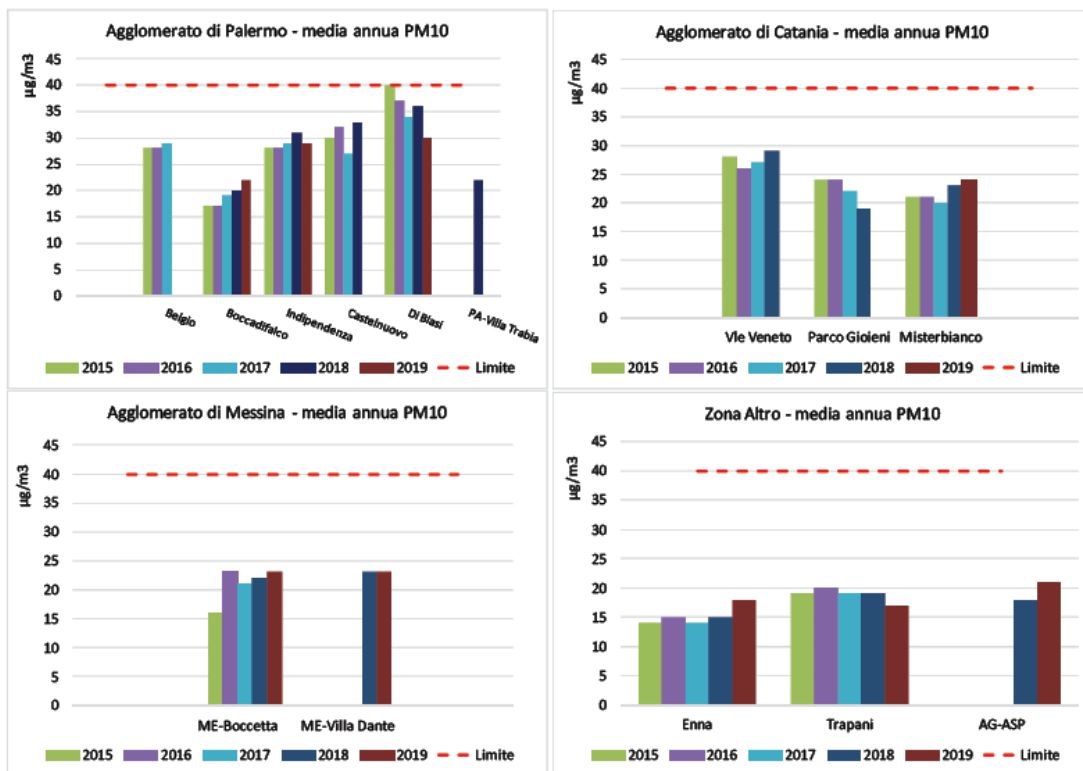 Agglomerato di Palermo - media annua PM10
µg/m3
45
40
35
30
25
20
15
10
5
0
Belgio
Boccadifalco
Indipendenza
Castelnuovo
Di Blasi
PA-Villa Trabia
2015 2016 2017 2018 2019 Limite
Agglomerato di Catania - media annua PM10
µg/m3
45
40
35
30
25
20
15
10
5
0
Vle Veneto Parco Gioieni Misterbianco
2015 2016 2017 2018 2019 Limite
Agglomerato di Messina - media annua PM10
µg/m3
45
40
35
30
25
20
15
10
5
0
ME-Boccetta ME-Villa Dante
2015 2016 2017 2018 2019 Limite
Zona Altro - media annua PM10
µg/m3
45
40
35
30
25
20
15
10
5
0
Enna Trapani AG-ASP
2015 2016 2017 2018 2019 Limite